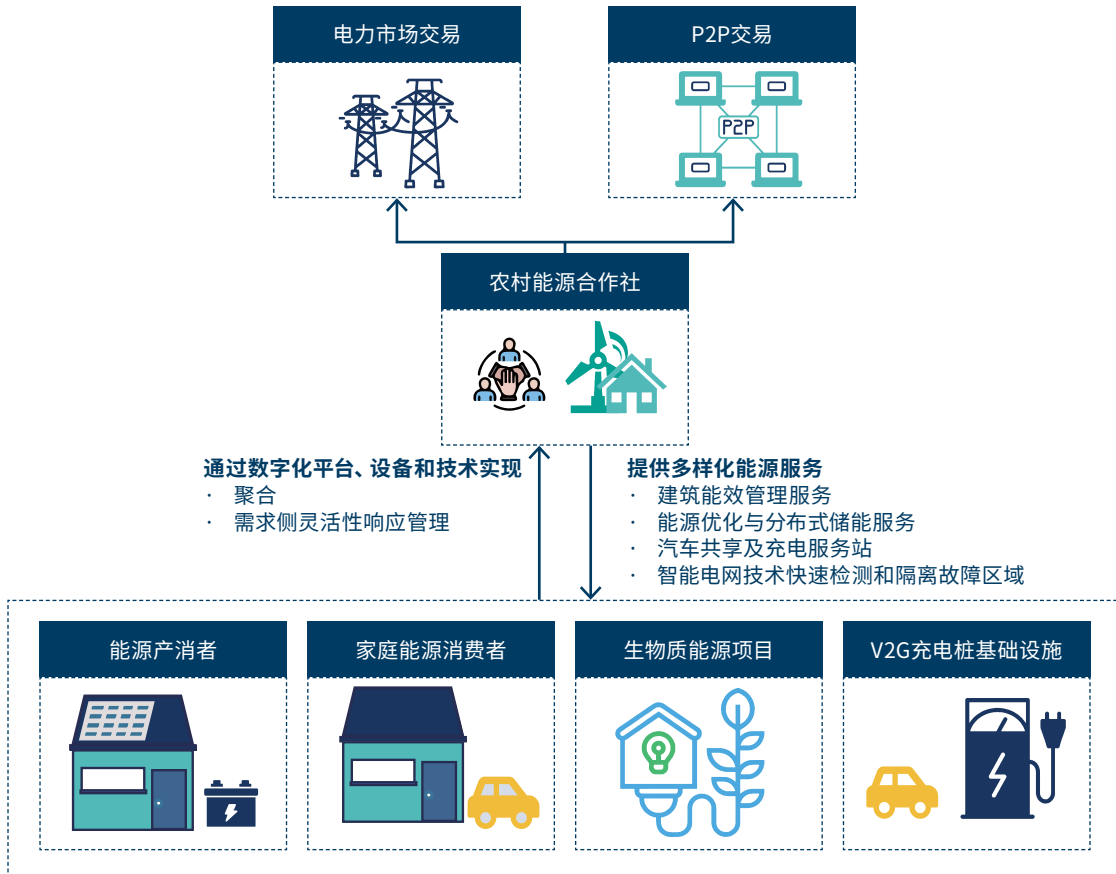 电力市场交易
P2P交易
P2P
农村能源合作社
通过数字化平台、设备和技术实现
· 聚合
· 需求侧灵活性响应管理
提供多样化能源服务
· 建筑能效管理服务
· 能源优化与分布式储能服务
· 汽车共享及充电服务站
· 智能电网技术快速检测和隔离故障区域
能源产消者
家庭能源消费者
生物质能源项目
V2G充电桩基础设施